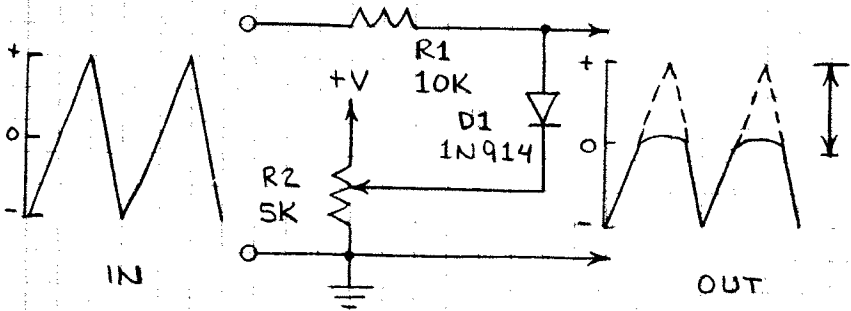 +
0
-
IN
R1
10K
+V
D1
1N914
R2
5K
+
0
-
OUT